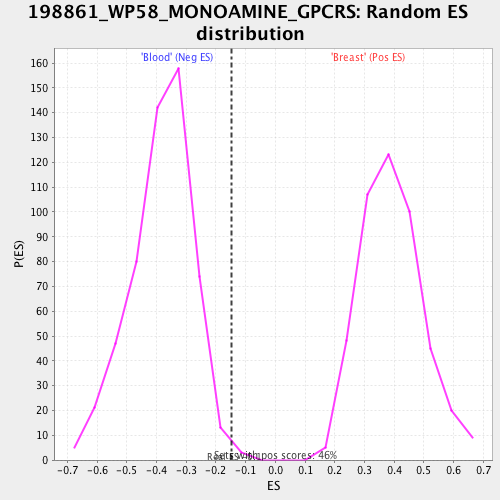 198861_WP58_MONOAMINE_GPCRS: Random ES
distribution
'Blood' (Neg ES)
'Breast' (Pos ES)
160
150
140
130
120
110
100
90
80
70
60
50
40
30
20
10
0
P(ES)
Sets with pos scores: 46%
-0.7 -0.6 -0.5 -0.4 -0.3 -0.2 -0.1 0.0 0.1 0.2 0.3 0.4 0.5 0.6 0.7
ES